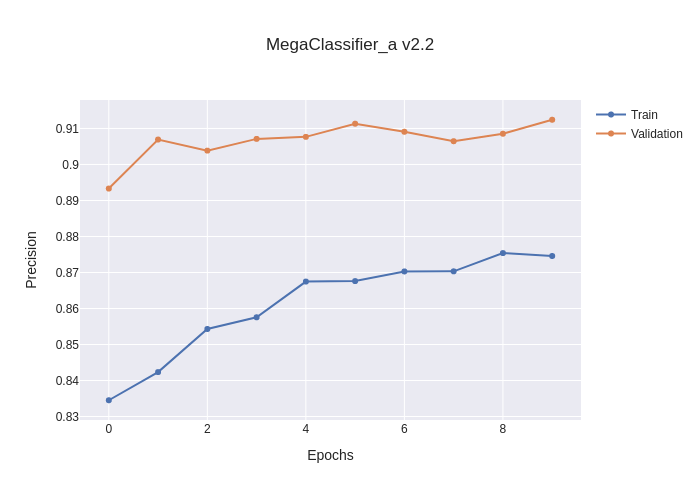 MegaClassifier_a v2.2
Train
Validation
0.91
0.9
0.89
0.88
0.87
0.86
0.85
0.84
0.83
Precision
0 2 4 6 8
Epochs